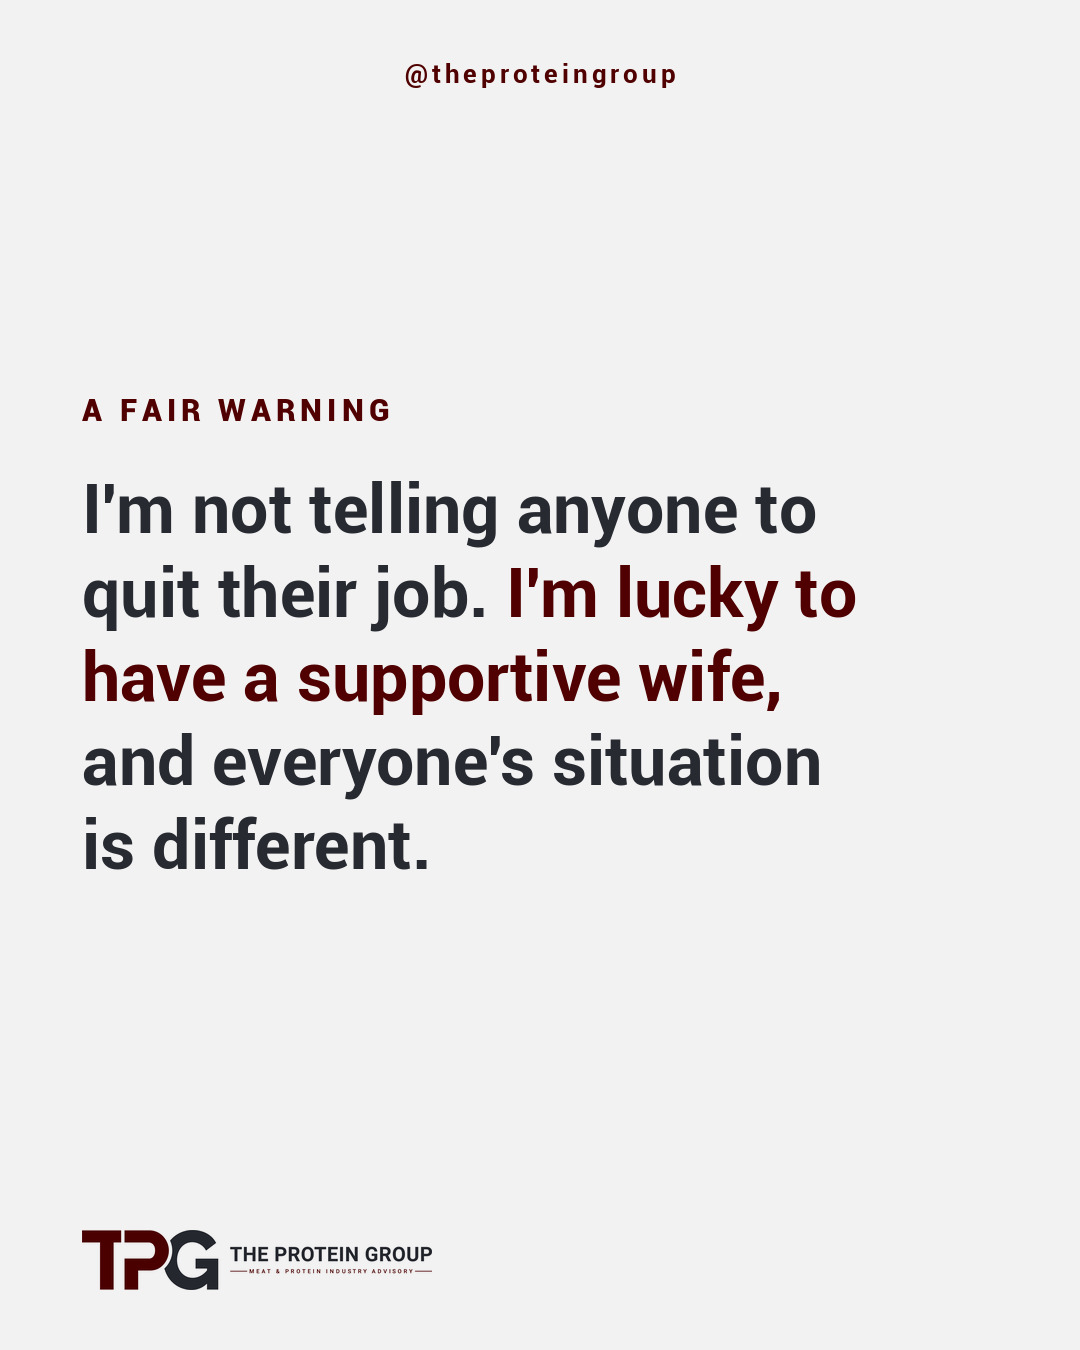 @theproteingroup
A FAIR WARNING
I'm not telling anyone to
quit their job. I'm lucky to
have a supportive wife,
and everyone's situation
is different.
TPG
THE PROTEIN GROUP
MEAT & PROTEIN INDUSTRY ADVISORY